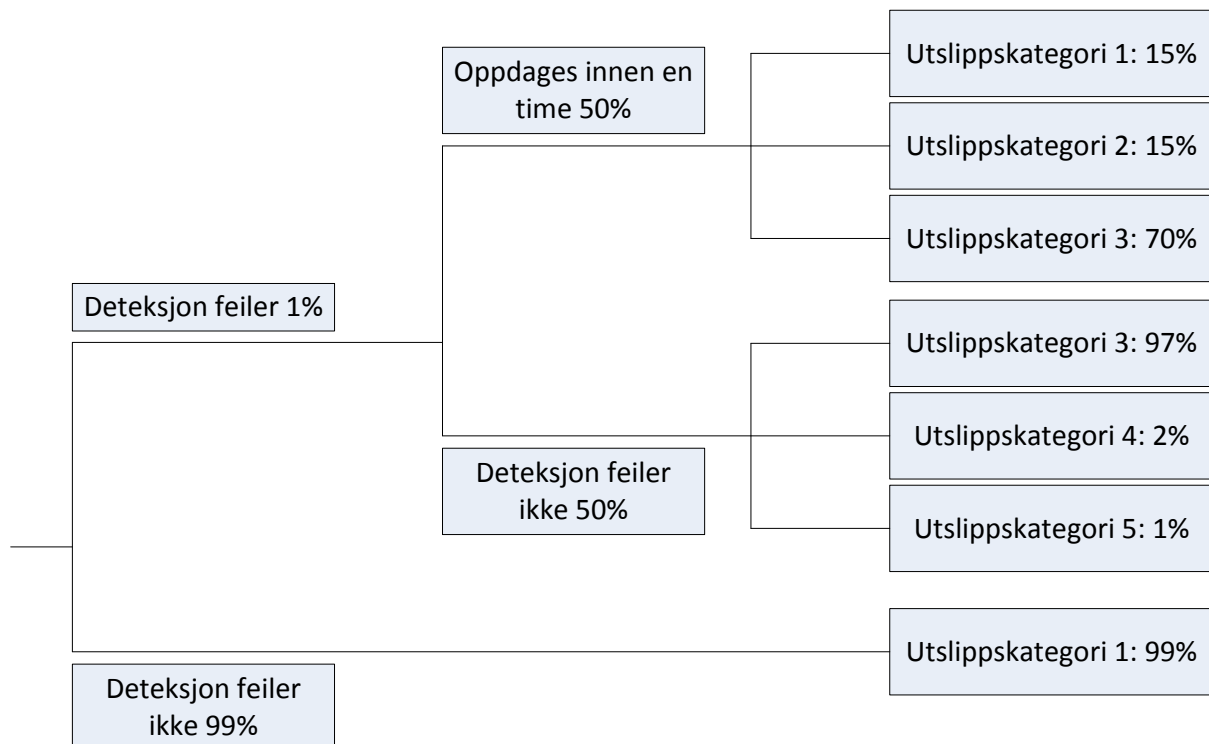 Oppdages innen en
time 50%
Utslippskategori 1: 15%
Utslippskategori 2: 15%
Utslippskategori 3: 70%
Deteksjon feiler 1%
Utslippskategori 3: 97%
Utslippskategori 4: 2%
Utslippskategori 5: 1%
Deteksjon feiler
ikke 50%
Utslippskategori 1: 99%
Deteksjon feiler
ikke 99%